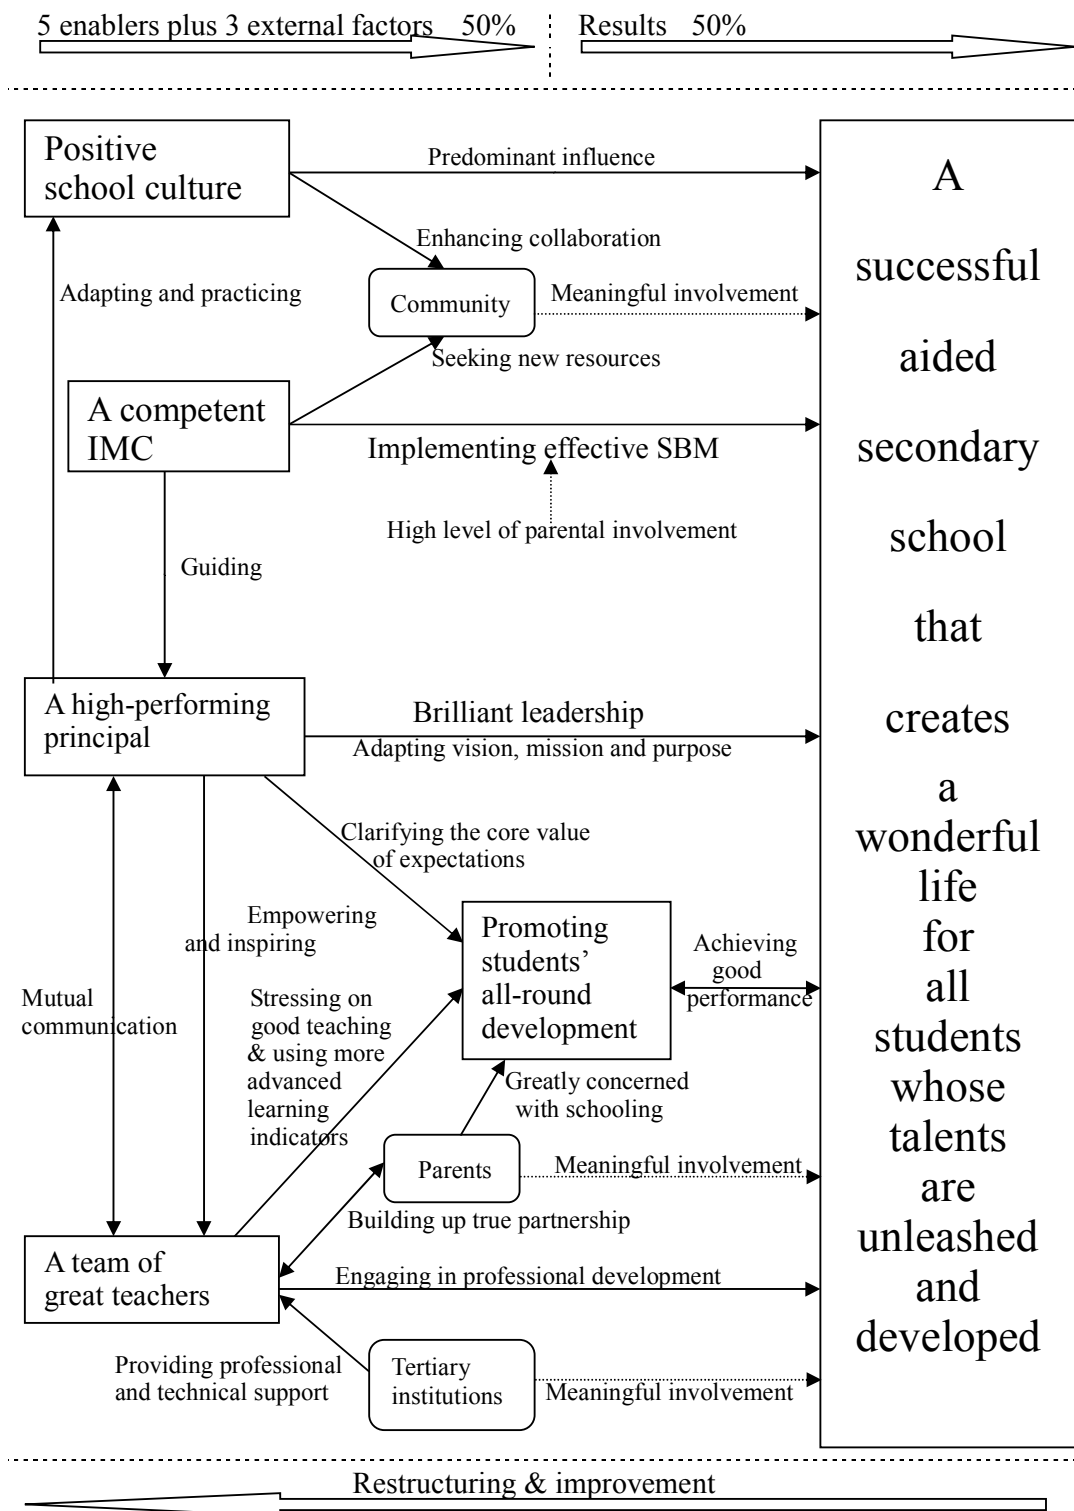 5 enablers plus 3 external factors 50%
Results 50%
Positive
school culture
Predominant influence
Enhancing collaboration
Adapting and practicing
Community
Meaningful involvement
Seeking new resources
A competent
IMC
Implementing effective SBM
High level of parental involvement
Guiding
A high-performing
principal
Brilliant leadership
Adapting vision, mission and purpose
Clarifying the core value
of expectations
Empowering
and inspiring
Mutual
communication
Stressing on
good teaching
& using more
advanced
learning
indicators
Promoting
students’
all-round
development
Achieving
good
performance
Greatly concerned
with schooling
Parents
Meaningful involvement
Building up true partnership
A team of
great teachers
Engaging in professional development
Providing professional
and technical support
Tertiary
institutions
Meaningful involvement
A
successful
aided
secondary
school
that
creates
a
wonderful
life
for
all
students
whose
talents
are
unleashed
and
developed
Restructuring & improvement